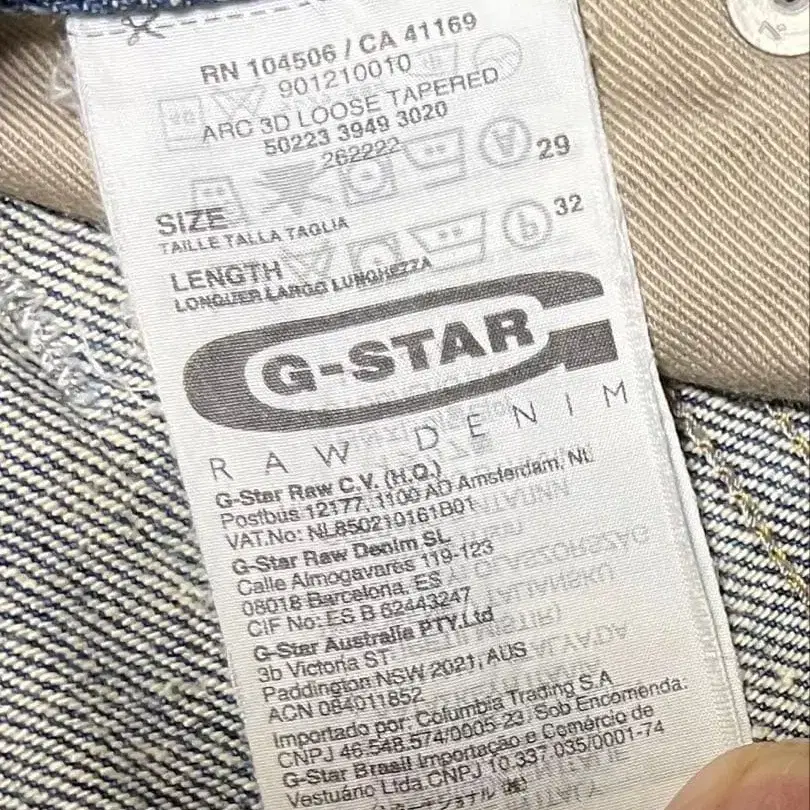 RN 104506 / CA 41169
901210010
ARC 3D LOOSE TAPERED
50223 3949 3020
262222
SIZE 29
TAILLE TALLA TAGLIA
LENGTH 32
LONGUER LARGO LUNGHEZZA
G-STAR
RAW DENIM
G-Star Raw C.V. (H.Q.)
Postbus 12177, 1100 AD Amsterdam, NL
VAT.No: NL850210161B01
G-Star Raw Denim SL
Calle Almogavares 119-123
08018 Barcelona, ES
CIF No: ES B 62443247
G-Star Australia PTY.Ltd
3b Victoria ST
Paddington NSW 2021, AUS
ACN 084011852
Importado por: Columbia Trading S.A
CNPJ 46.548.574/0005-23 / Sob Encomenda:
G-Star Brasil Importação e Comércio de
Vestuário Ltda.CNPJ 10.337.035/0001-74